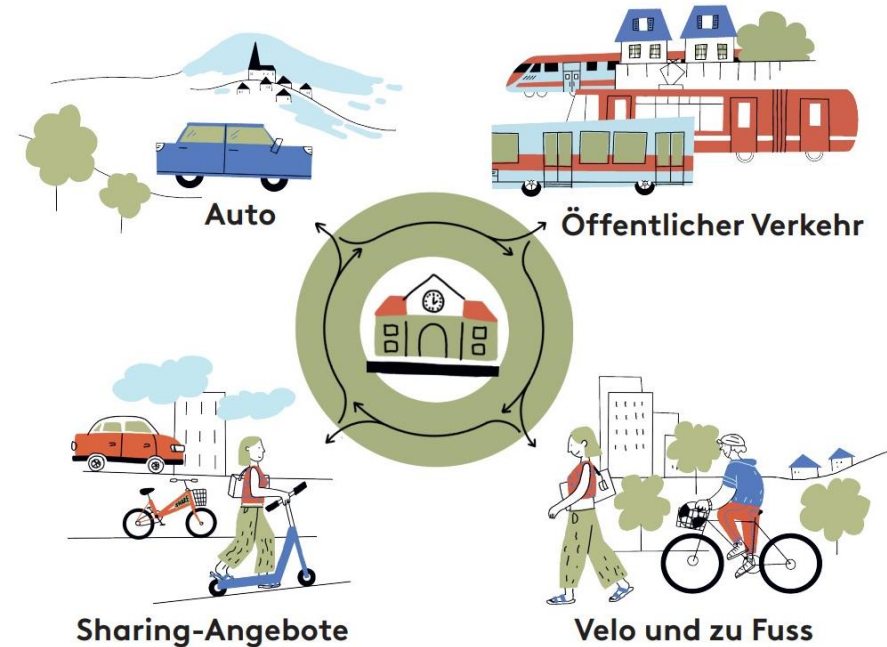 Auto
Öffentlicher Verkehr
Sharing-Angebote
Velo und zu Fuss